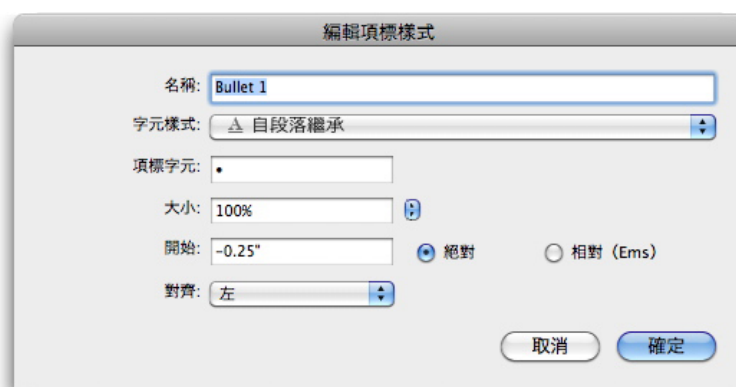 編輯項標樣式
名稱: Bullet 1
字元樣式: A 自段落繼承
項標字元: •
大小: 100%
開始: -0.25" 絕對 相對 (Ems)
對齊: 左
取消 確定